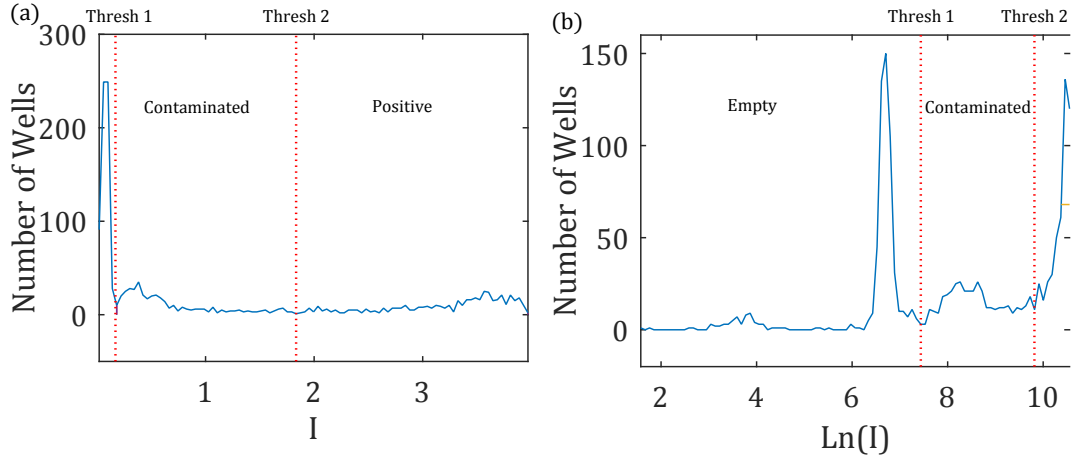 (a)
Thresh 1
Thresh 2
300
200
100
0
Number of Wells
Contaminated
Positive
1
2
3
I
(b)
Thresh 1
Thresh 2
150
100
50
0
Number of Wells
Empty
Contaminated
2
4
6
8
10
Ln(I)